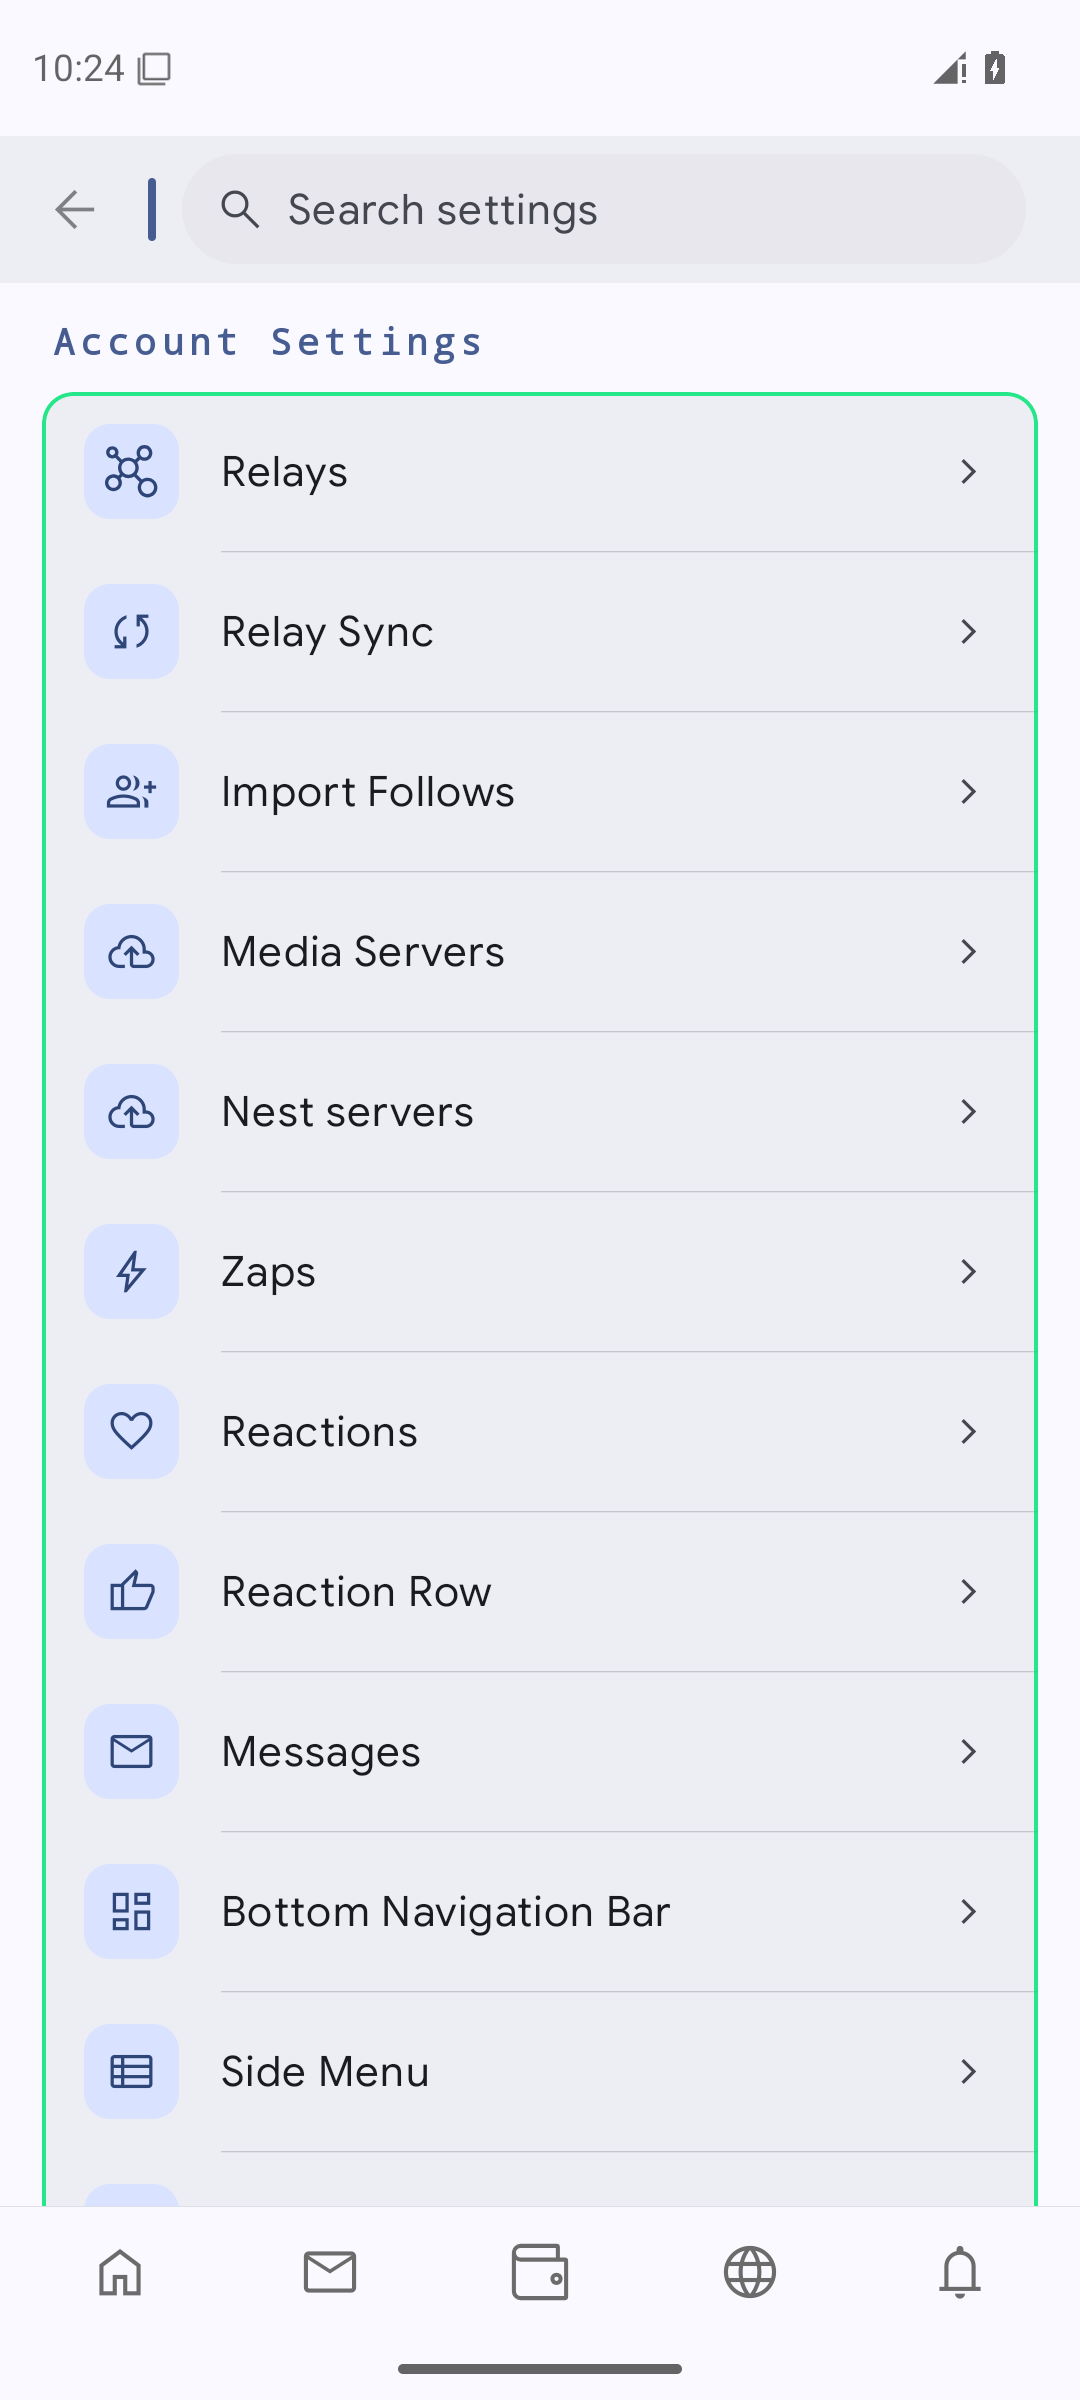 10:24
Search settings
Account Settings
Relays
Relay Sync
Import Follows
Media Servers
Nest servers
Zaps
Reactions
Reaction Row
Messages
Bottom Navigation Bar
Side Menu